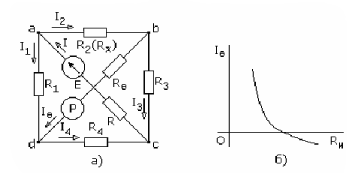 I₂
a
b
R₂(Rₓ)
I₁
I
E
Rₑ
R₁
P
R₃
I₃
Iₑ
I₄
R₄
R
d
c
а)
Iₑ
O
Rн
б)